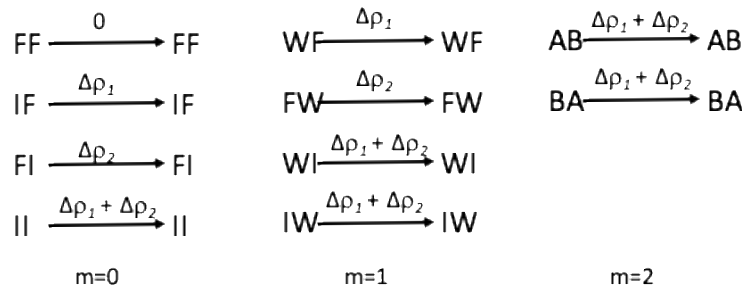 0
FF → FF
Δρ₁
IF → IF
Δρ₂
FI → FI
Δρ₁ + Δρ₂
II → II
m=0
Δρ₁
WF → WF
Δρ₂
FW → FW
Δρ₁ + Δρ₂
WI → WI
Δρ₁ + Δρ₂
IW → IW
m=1
Δρ₁ + Δρ₂
AB → AB
Δρ₁ + Δρ₂
BA → BA
m=2